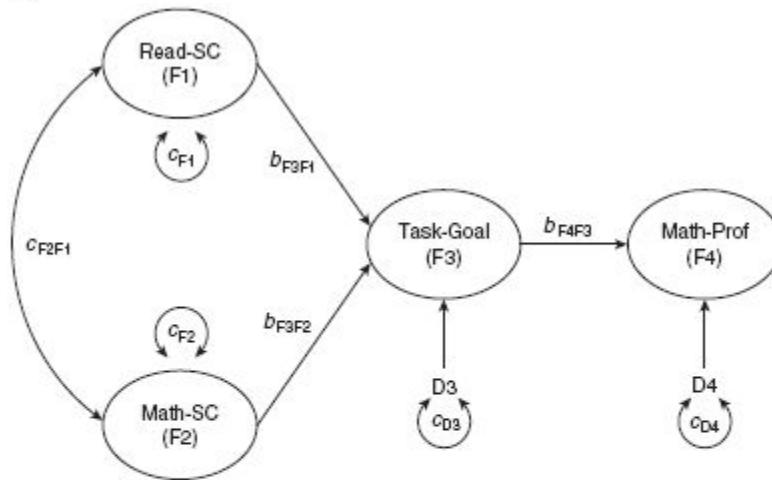 Read-SC
(F1)
cF1
bF3F1
cF2F1
Task-Goal
(F3)
bF4F3
Math-Prof
(F4)
cF2
bF3F2
Math-SC
(F2)
D3
cD3
D4
cD4